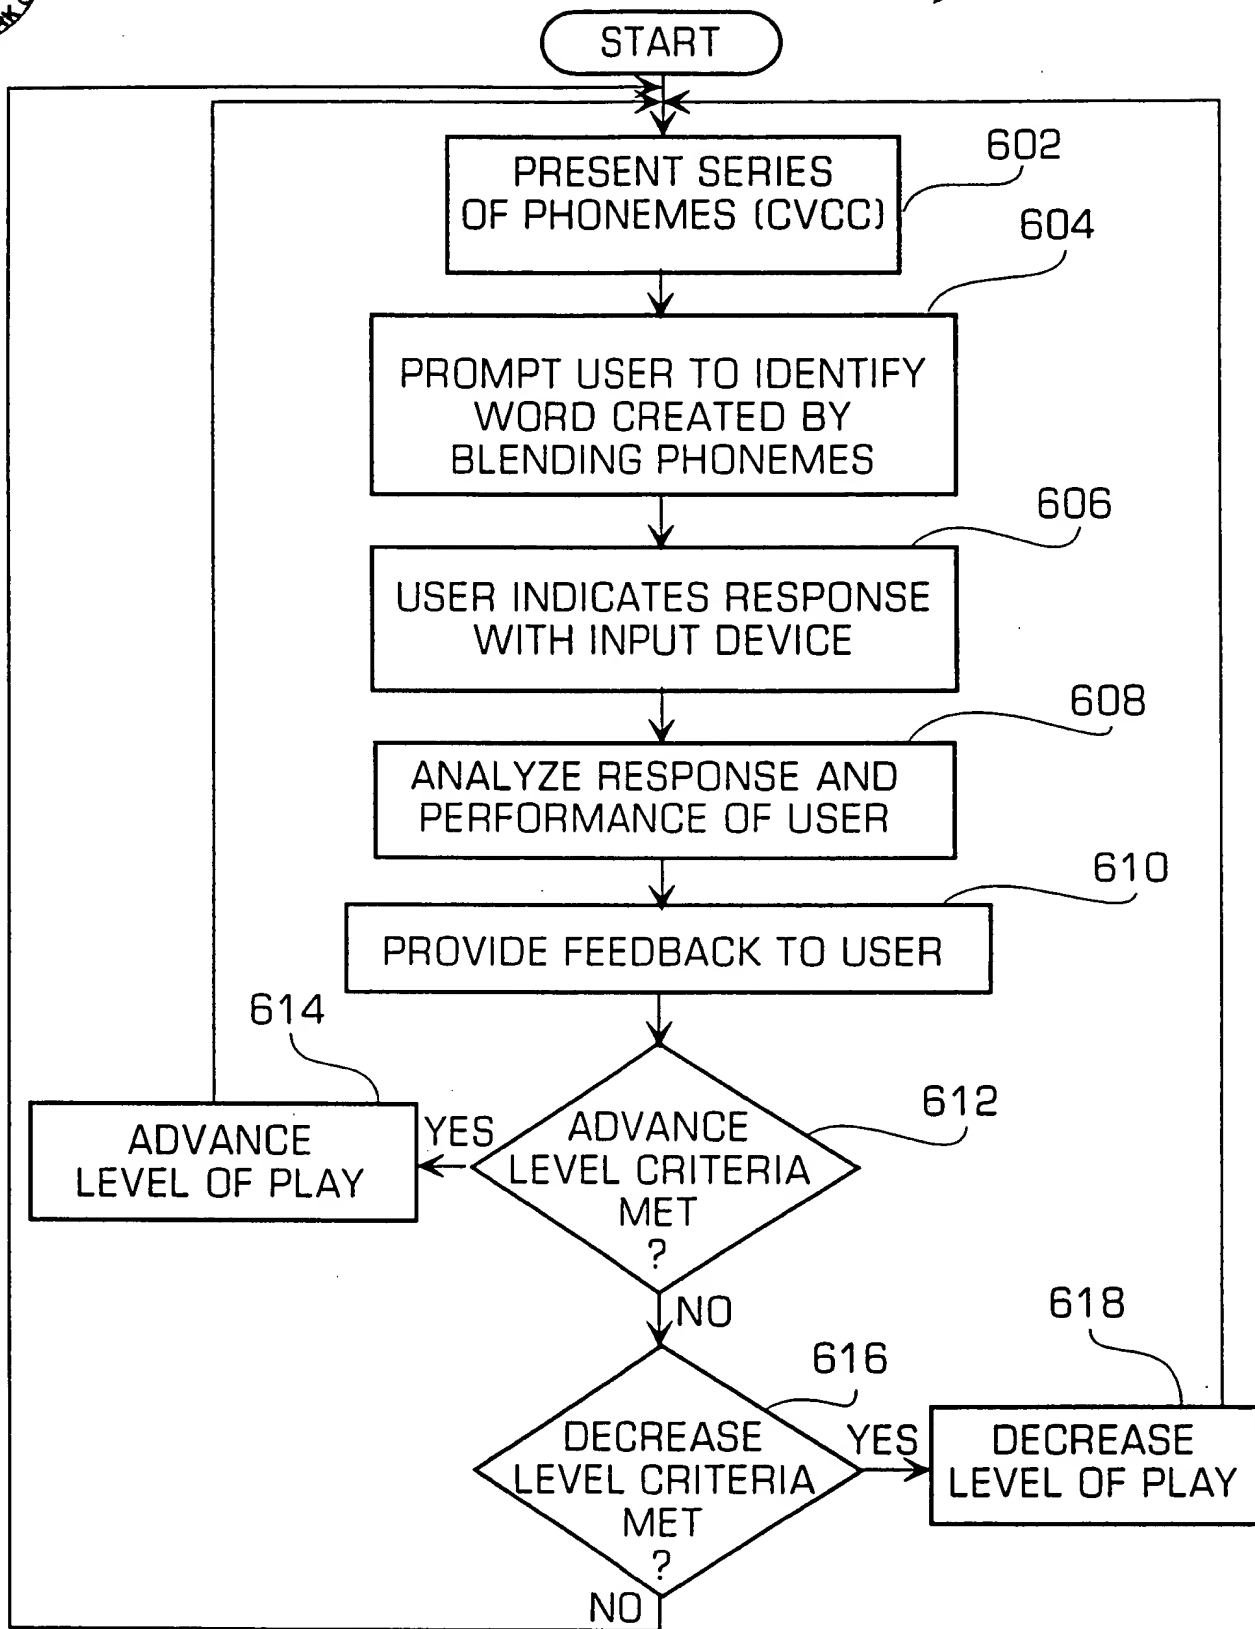 START
PRESENT SERIES
OF PHONEMES (CVCC)
602
604
PROMPT USER TO IDENTIFY
WORD CREATED BY
BLENDING PHONEMES
606
USER INDICATES RESPONSE
WITH INPUT DEVICE
608
ANALYZE RESPONSE AND
PERFORMANCE OF USER
610
PROVIDE FEEDBACK TO USER
614
612
ADVANCE
LEVEL OF PLAY
YES
ADVANCE
LEVEL CRITERIA
MET
?
NO
616
618
DECREASE
LEVEL CRITERIA
MET
?
YES
DECREASE
LEVEL OF PLAY
NO